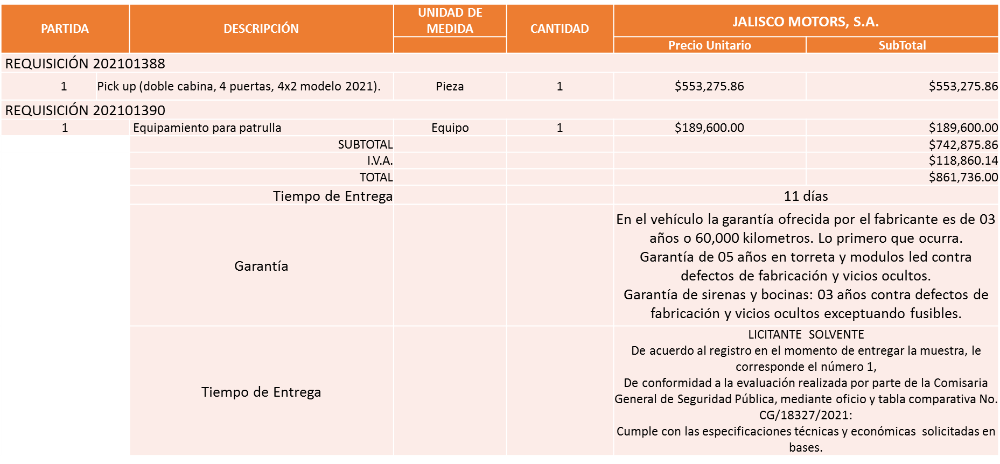 PARTIDA DESCRIPCIÓN UNIDAD DE MEDIDA CANTIDAD JALISCO MOTORS, S.A.
Precio Unitario SubTotal
REQUISICIÓN 202101388
1 Pick up (doble cabina, 4 puertas, 4x2 modelo 2021). Pieza 1 $553,275.86 $553,275.86
REQUISICIÓN 202101390
1 Equipamiento para patrulla Equipo 1 $189,600.00 $189,600.00
SUBTOTAL $742,875.86
I.V.A. $118,860.14
TOTAL $861,736.00
Tiempo de Entrega 11 días
Garantía
En el vehículo la garantía ofrecida por el fabricante es de 03
años o 60,000 kilometros. Lo primero que ocurra.
Garantía de 05 años en torreta y modulos led contra
defectos de fabricación y vicios ocultos.
Garantía de sirenas y bocinas: 03 años contra defectos de
fabricación y vicios ocultos exceptuando fusibles.
Tiempo de Entrega
LICITANTE SOLVENTE
De acuerdo al registro en el momento de entregar la muestra, le
corresponde el número 1,
De conformidad a la evaluación realizada por parte de la Comisaria
General de Seguridad Pública, mediante oficio y tabla comparativa No.
CG/18327/2021:
Cumple con las especificaciones técnicas y económicas solicitadas en
bases.